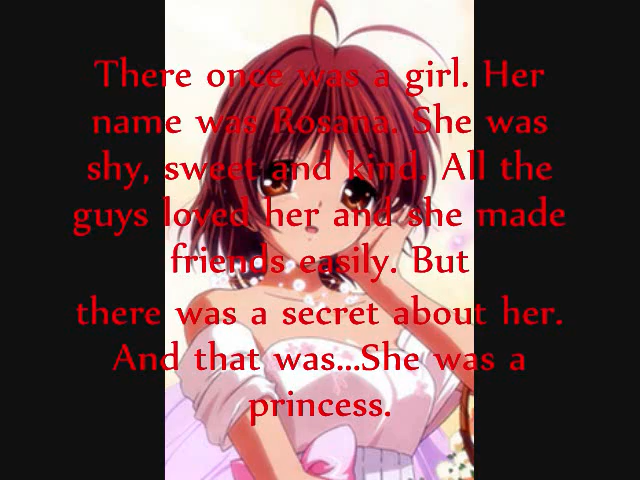 There once was a girl. Her
name was Rosana. She was
shy, sweet and kind. All the
guys loved her and she made
friends easily. But
there was a secret about her.
And that was...She was a
princess.